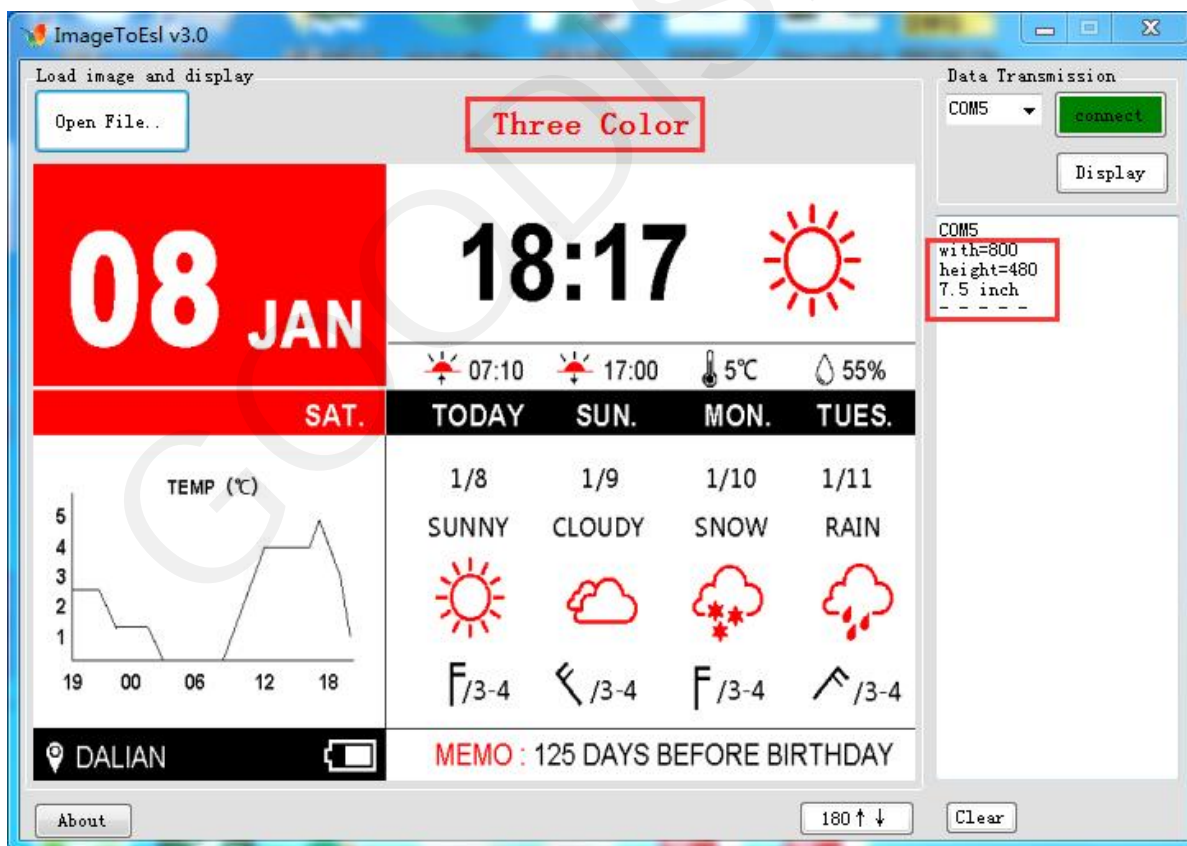 ImageToEsl v3.0
Load image and display
Open File..
Three Color
Data Transmission
COM5
connect
Display
COM5
with=800
height=480
7.5 inch
- - - - -
08 JAN
SAT.
18:17
07:10 17:00 5℃ 55%
TODAY SUN. MON. TUES.
1/8 1/9 1/10 1/11
SUNNY CLOUDY SNOW RAIN
/3-4 /3-4 /3-4 /3-4
TEMP (℃)
5
4
3
2
1
19 00 06 12 18
DALIAN
MEMO : 125 DAYS BEFORE BIRTHDAY
About
180↑↓
Clear